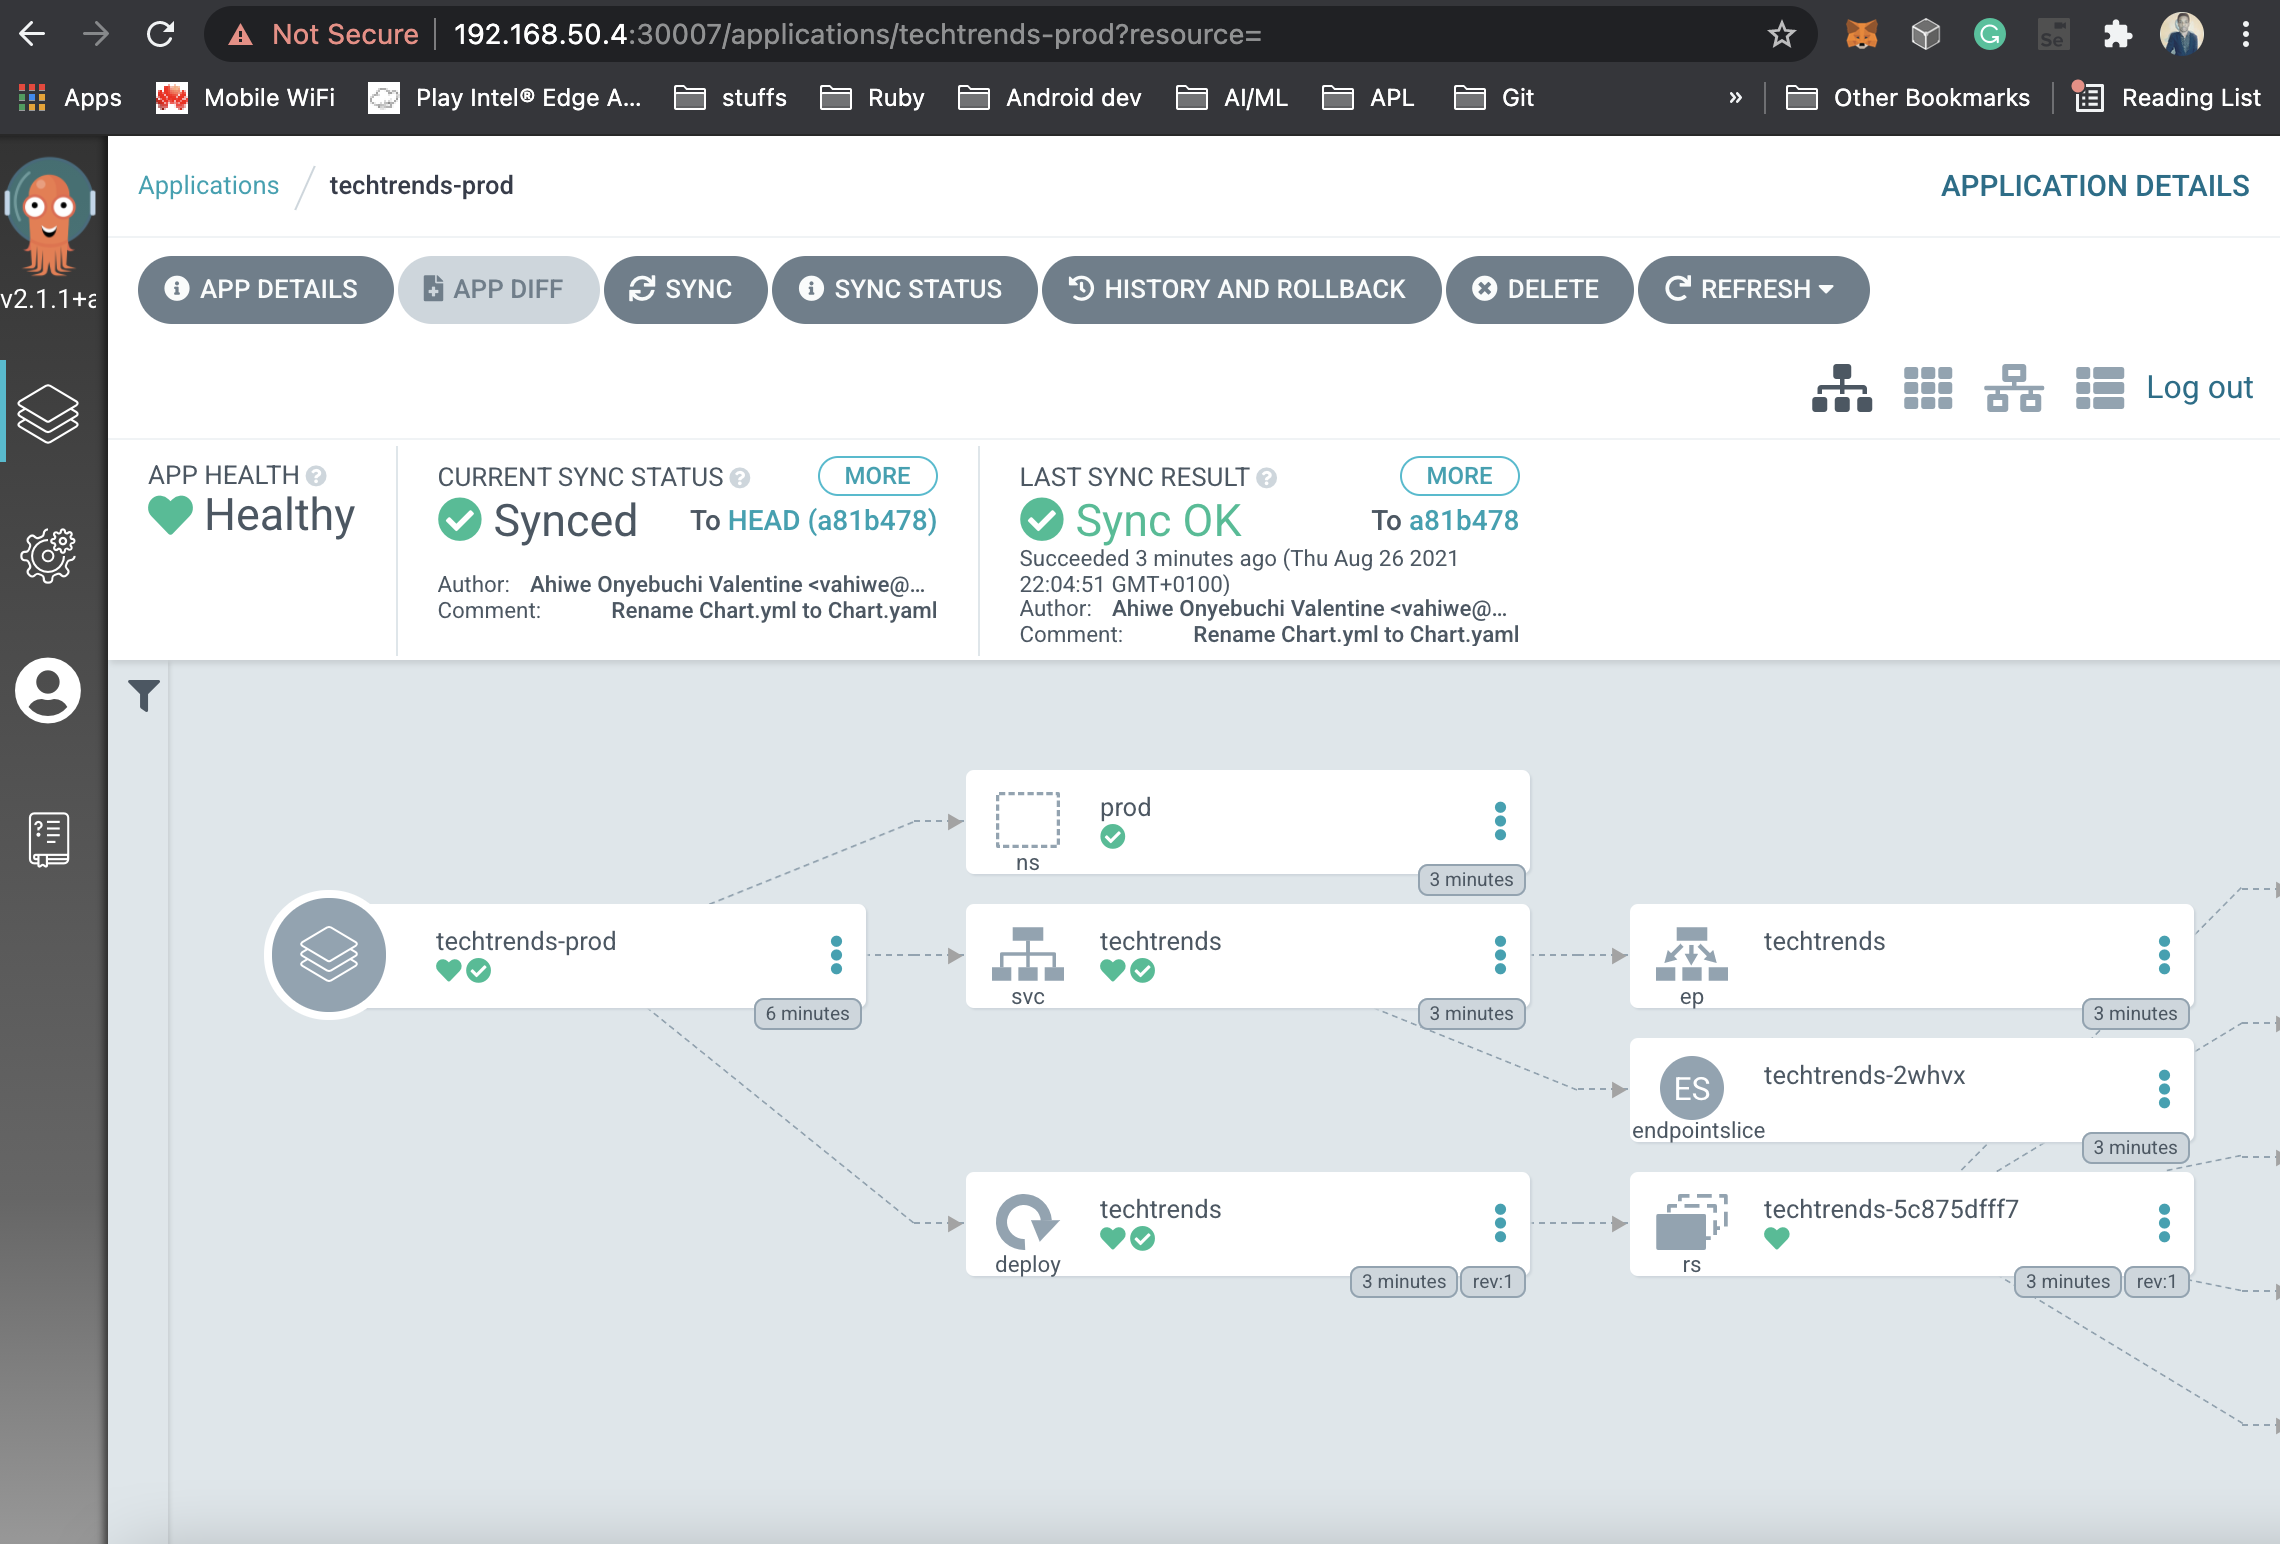 Not Secure 192.168.50.4:30007/applications/techtrends-prod?resource=
Apps Mobile WiFi Play Intel® Edge A... stuffs Ruby Android dev AI/ML APL Git » Other Bookmarks Reading List
Applications / techtrends-prod APPLICATION DETAILS
v2.1.1+a
APP DETAILS APP DIFF SYNC SYNC STATUS HISTORY AND ROLLBACK DELETE REFRESH
Log out
APP HEALTH
Healthy
CURRENT SYNC STATUS MORE
Synced To HEAD (a81b478)
Author: Ahiwe Onyebuchi Valentine <vahiwe@...
Comment: Rename Chart.yml to Chart.yaml
LAST SYNC RESULT MORE
Sync OK To a81b478
Succeeded 3 minutes ago (Thu Aug 26 2021
22:04:51 GMT+0100)
Author: Ahiwe Onyebuchi Valentine <vahiwe@...
Comment: Rename Chart.yml to Chart.yaml
prod
ns
3 minutes
techtrends-prod
6 minutes
techtrends
svc
3 minutes
techtrends
ep
3 minutes
ES
techtrends-2whvx
endpointslice
3 minutes
techtrends
deploy
3 minutes rev:1
techtrends-5c875dfff7
rs
3 minutes rev:1